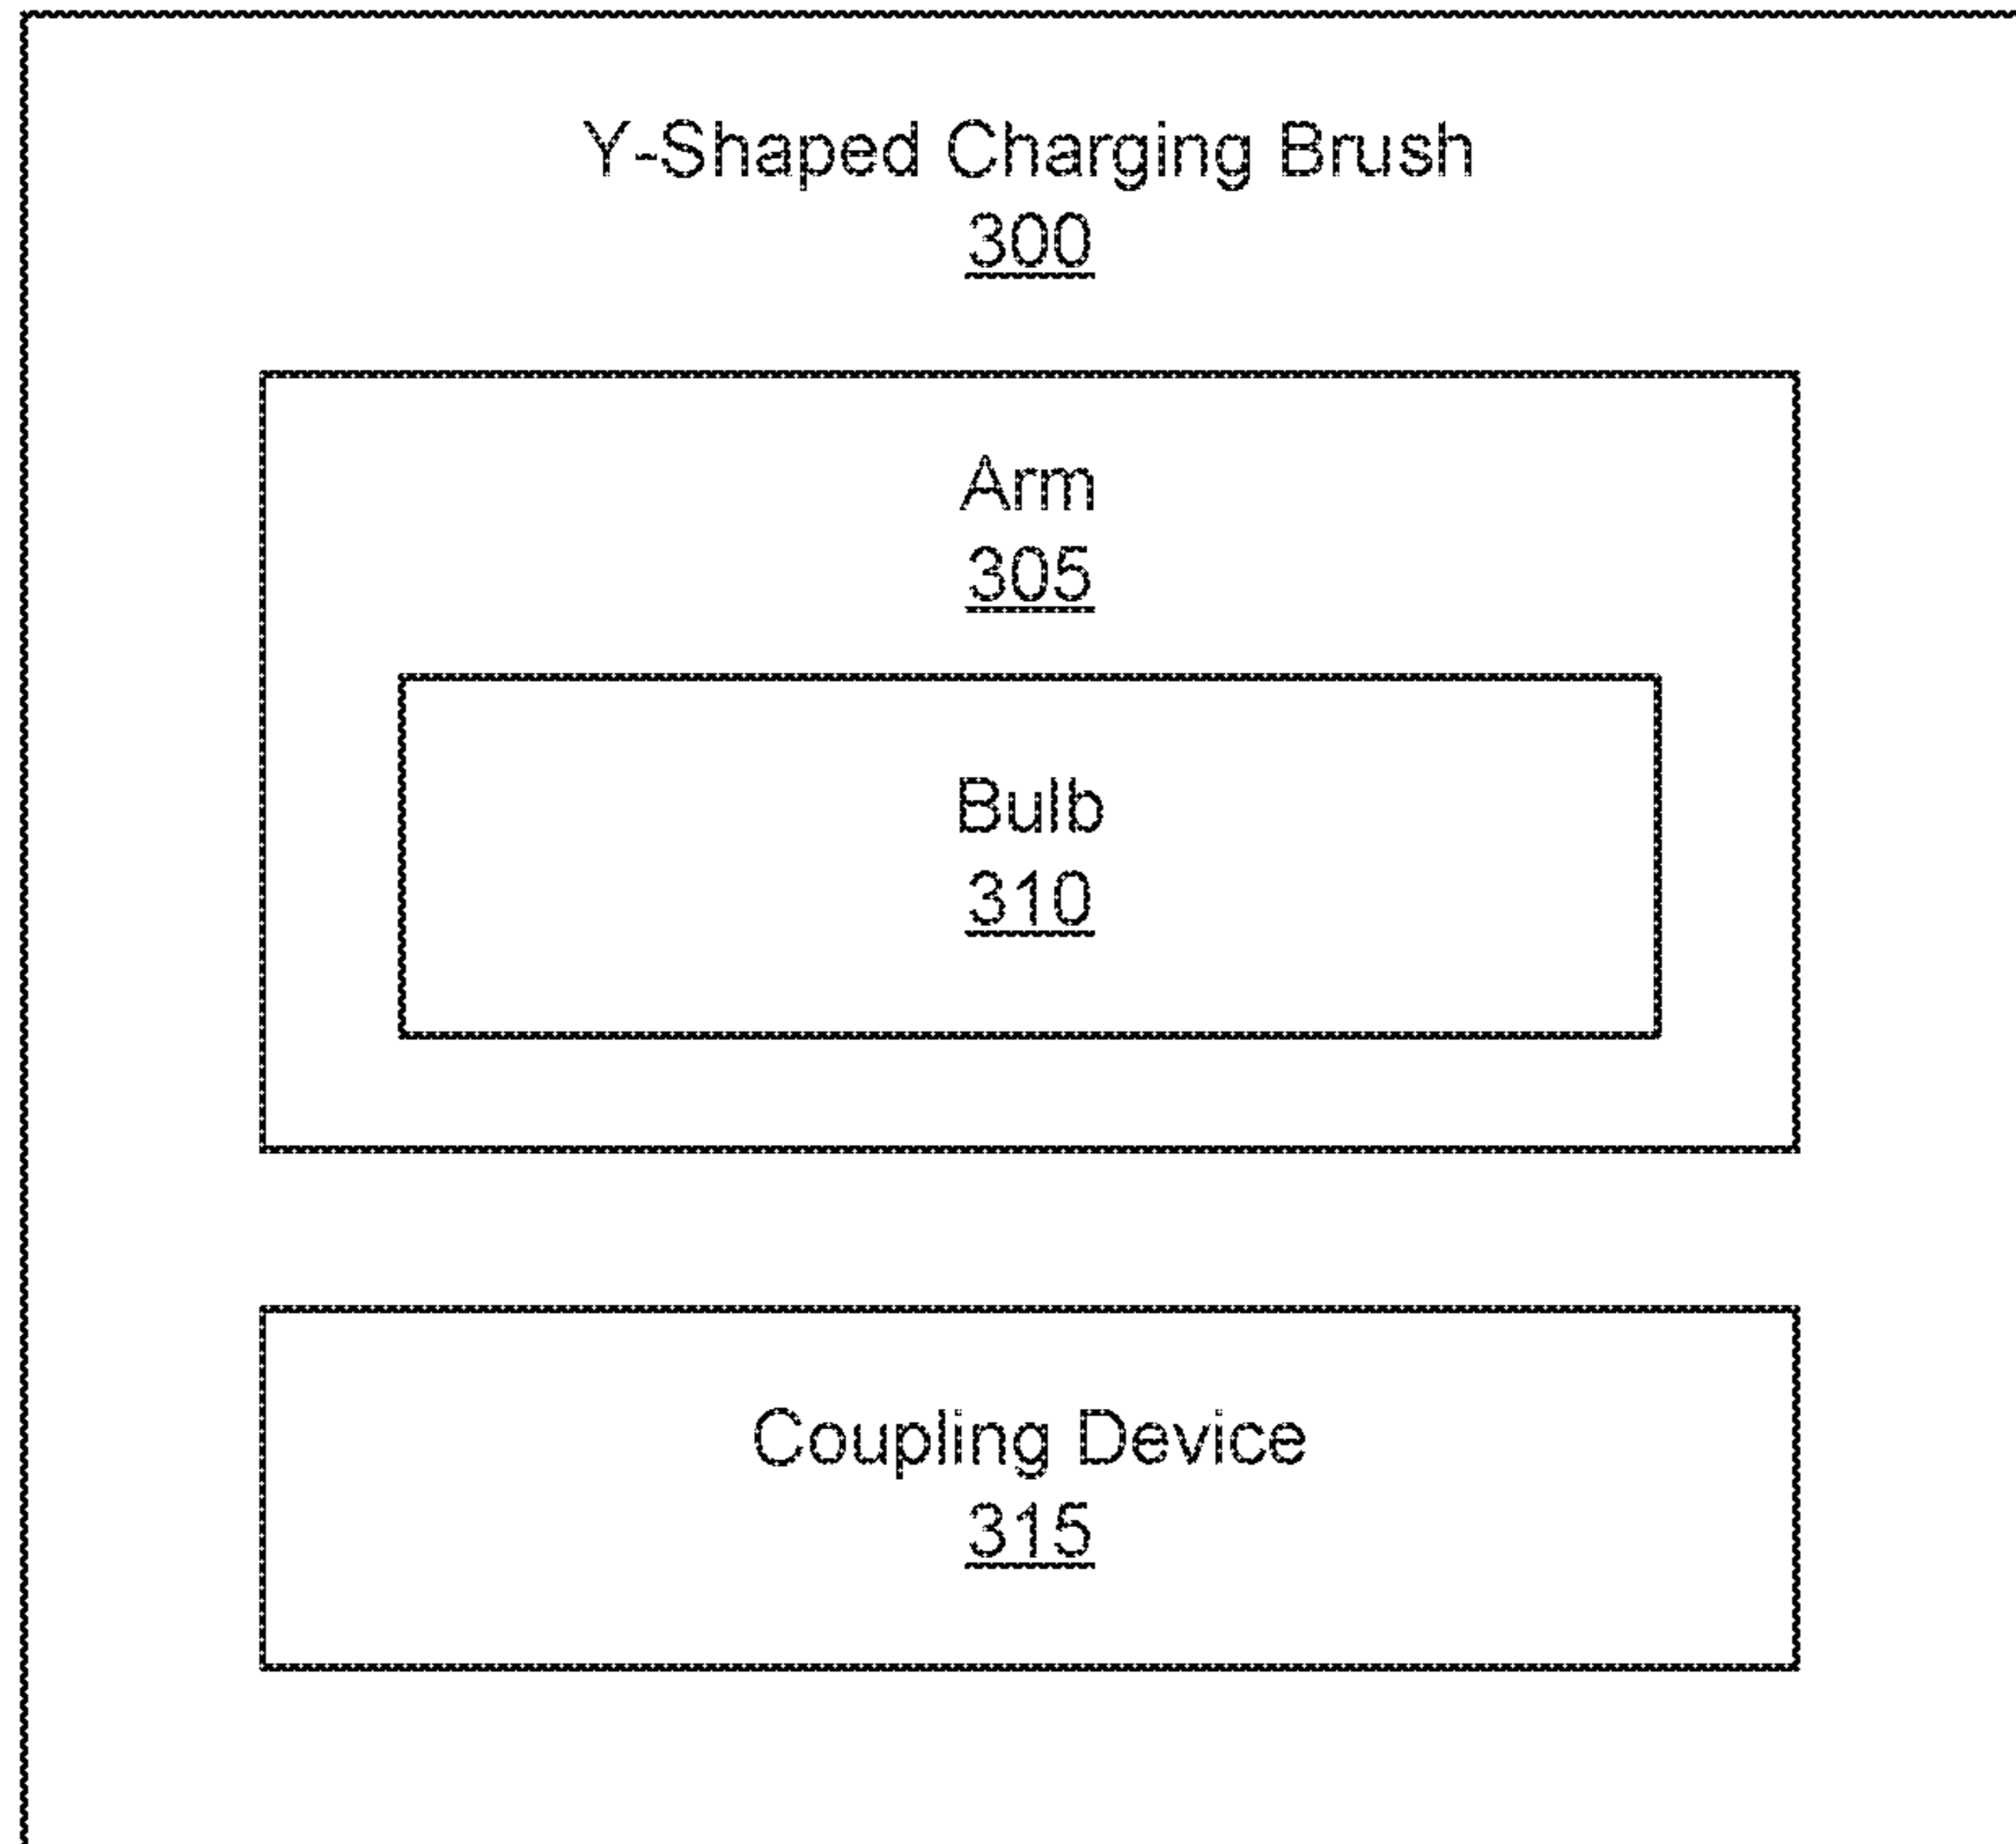 Y-Shaped Charging Brush
300
Arm
305
Bulb
310
Coupling Device
315